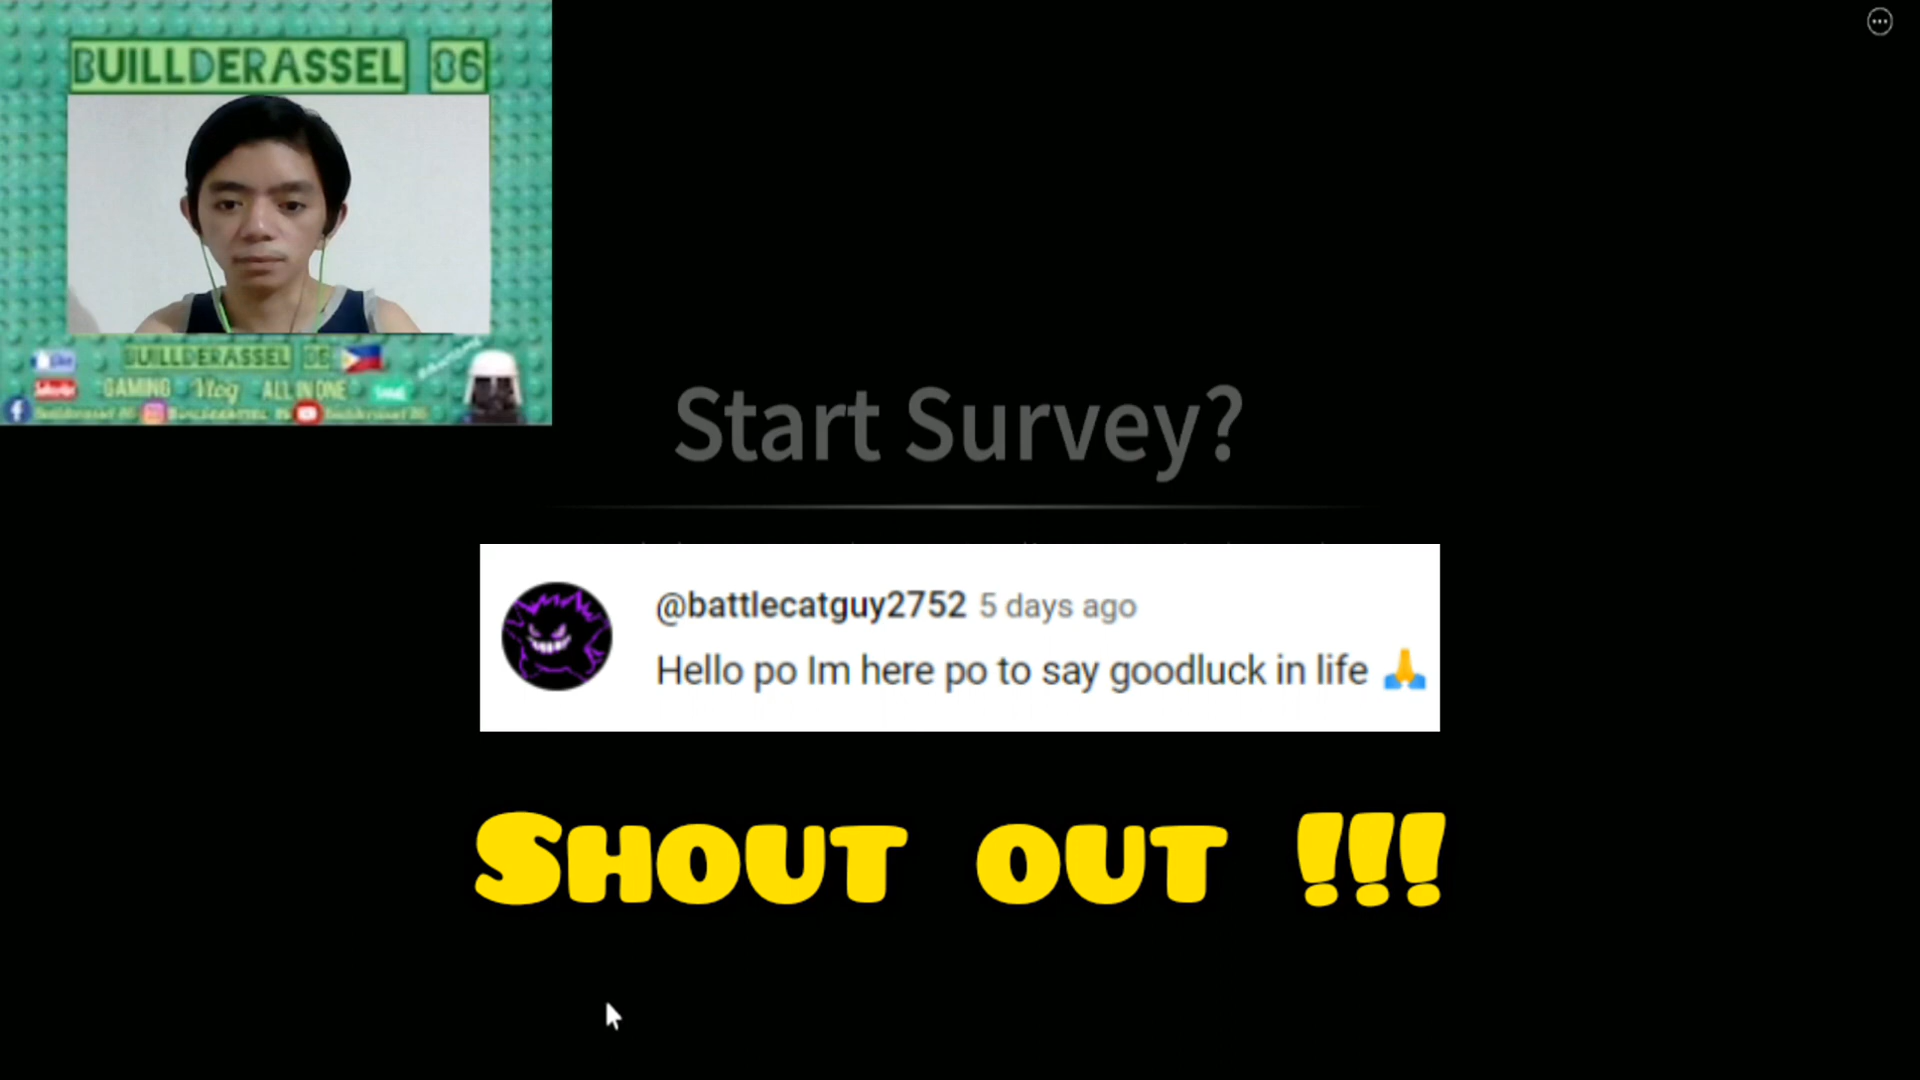 BUILLDERASSEL 06
BUILLDERASSEL 06
GAMING Vlog ALL IN ONE
Start Survey?
@battlecatguy2752 5 days ago
Hello po Im here po to say goodluck in life 🙏
SHOUT OUT !!!